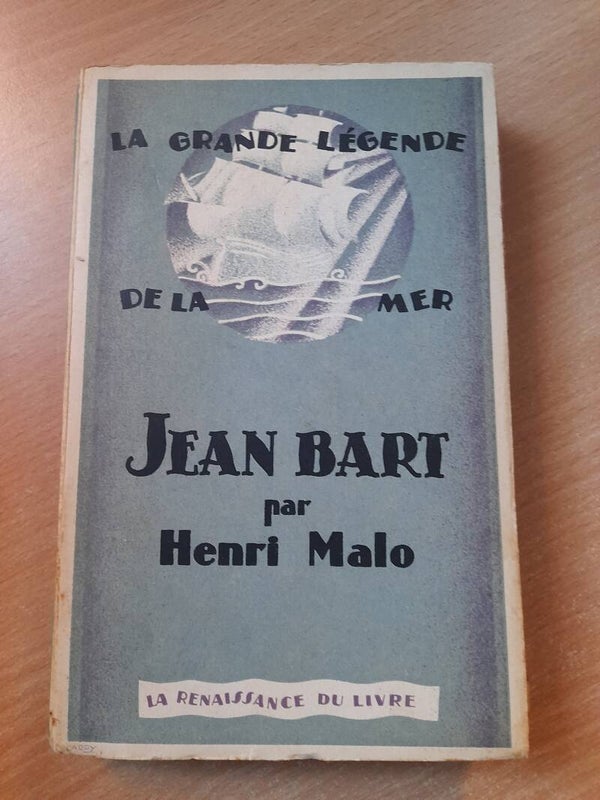 LA GRANDE LÉGENDE
DE LA MER
JEAN BART
par
Henri Malo
LA RENAISSANCE DU LIVRE